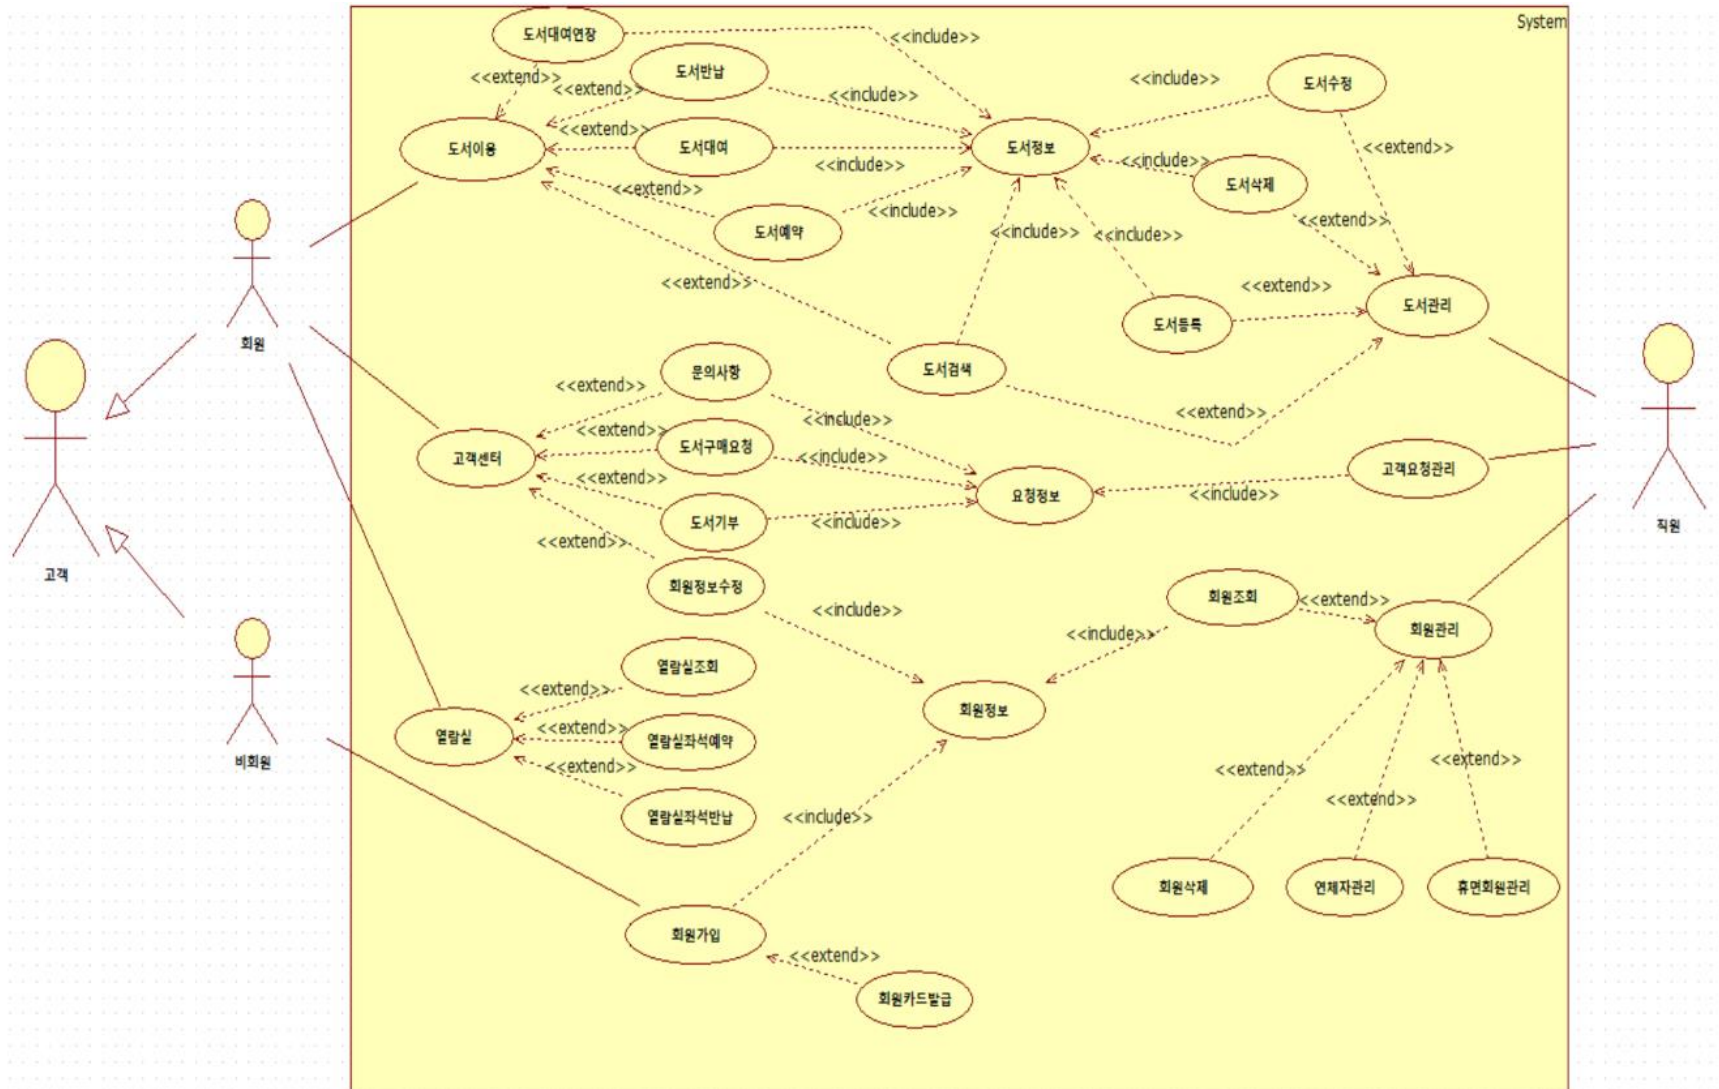 System
도서대여연장
<<include>>
<<extend>>
도서반납
<<extend>>
<<include>>
<<include>>
도서수정
도서이용
<<extend>>
도서대여
<<include>>
도서정보
<<include>>
<<extend>>
도서삭제
<<extend>>
도서예약
<<include>>
<<include>>
<<include>>
<<extend>>
<<extend>>
<<extend>>
도서등록
도서관리
회원
도서검색
<<extend>>
문의사항
<<extend>>
<<include>>
<<extend>>
도서구매요청
<<include>>
고객센터
<<extend>>
도서기부
<<include>>
요청정보
<<include>>
고객요청관리
직원
고객
<<extend>>
회원정보수정
<<include>>
회원조회
<<extend>>
<<include>>
회원관리
열람실조회
<<extend>>
열람실
<<extend>>
열람실좌석예약
<<extend>>
열람실좌석반납
회원정보
비회원
<<include>>
<<extend>>
<<extend>>
<<extend>>
회원삭제
연체자관리
휴면회원관리
회원가입
<<extend>>
회원카드발급